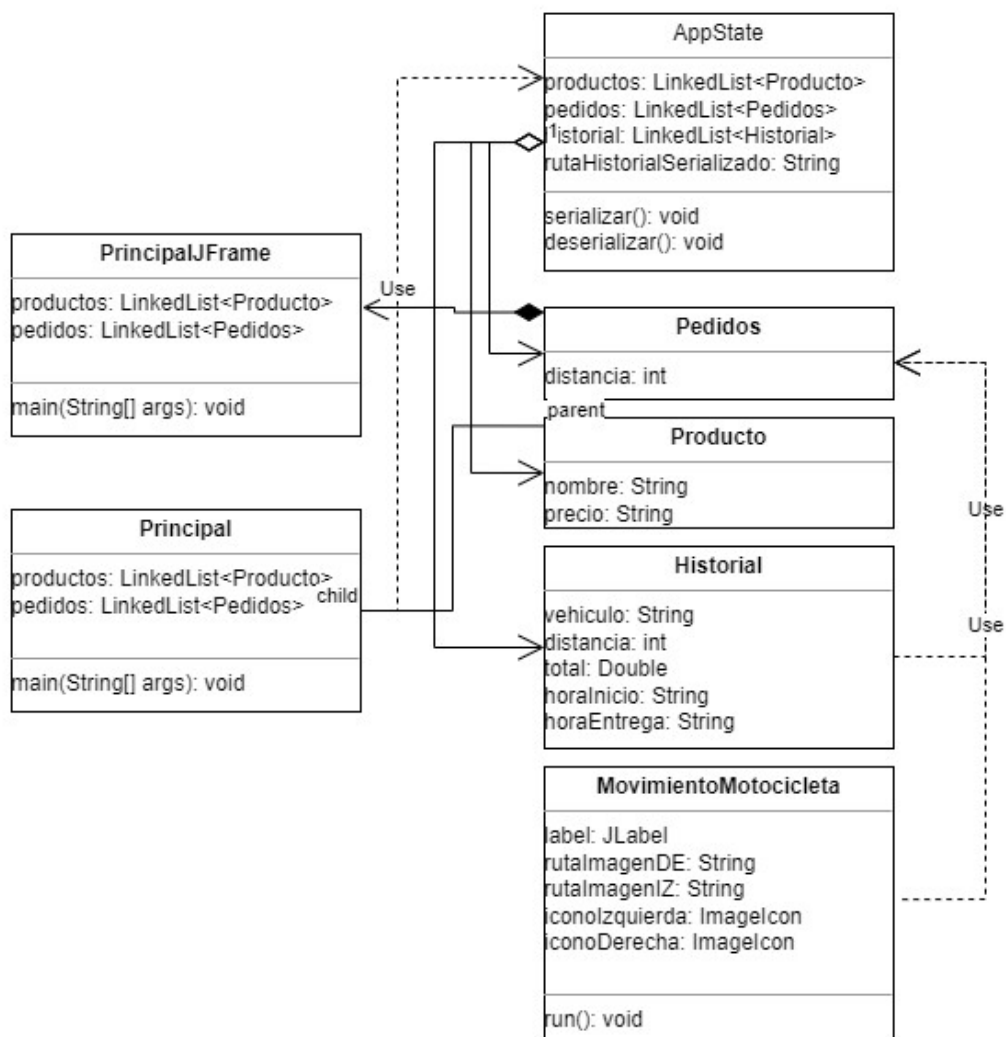 AppState
productos: LinkedList<Producto>
pedidos: LinkedList<Pedidos>
1
istorial: LinkedList<Historial>
rutaHistorialSerializado: String
serializar(): void
deserializar(): void
PrincipalJFrame
productos: LinkedList<Producto>
pedidos: LinkedList<Pedidos>
main(String[] args): void
Use
Pedidos
distancia: int
parent
Producto
nombre: String
precio: String
Principal
productos: LinkedList<Producto>
pedidos: LinkedList<Pedidos>
child
main(String[] args): void
Historial
vehiculo: String
distancia: int
total: Double
horaInicio: String
horaEntrega: String
Use
Use
MovimientoMotocicleta
label: JLabel
rutaImagenDE: String
rutaImagenIZ: String
iconoIzquierda: ImageIcon
iconoDerecha: ImageIcon
run(): void